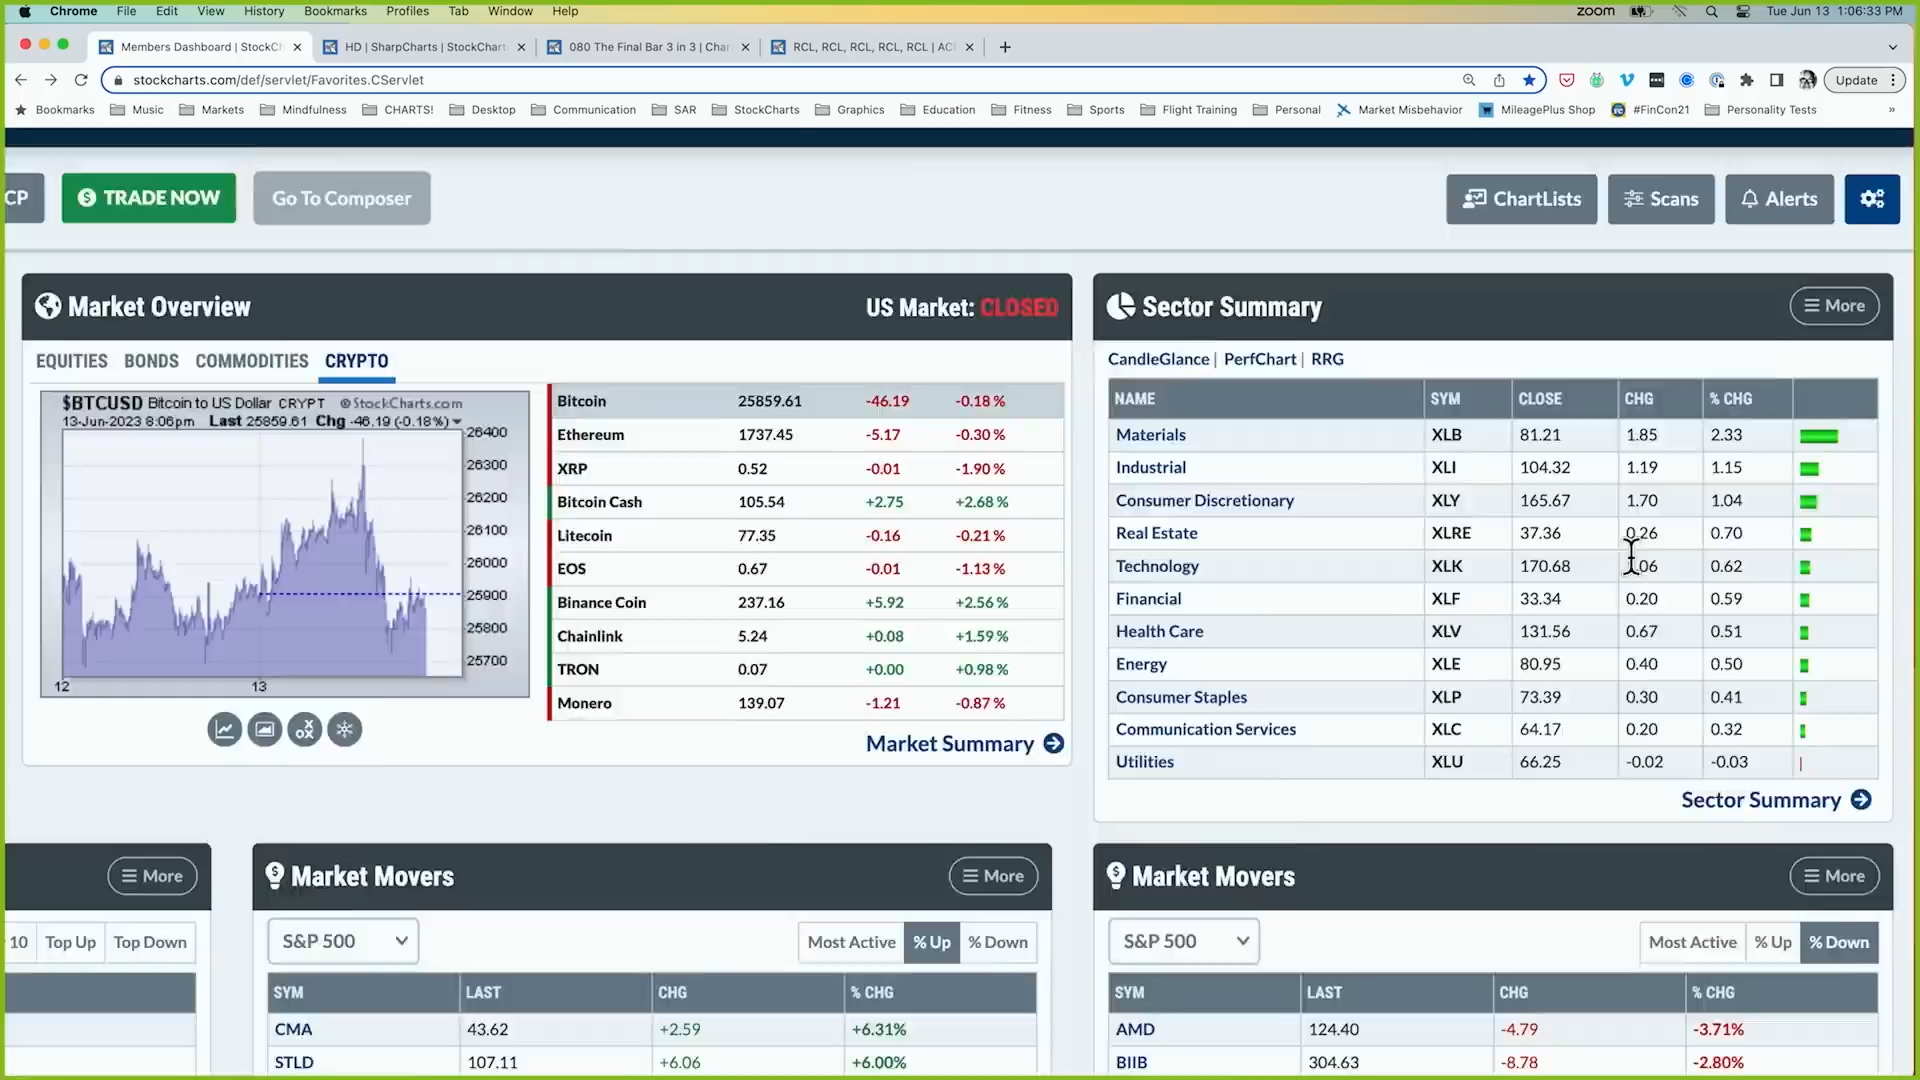 Chrome File Edit View History Bookmarks Profiles Tab Window Help zoom Tue Jun 13 1:06:33 PM
Members Dashboard | StockC HD | SharpCharts | StockChart 080 The Final Bar 3 in 3 | Char RCL, RCL, RCL, RCL, RCL | AC
stockcharts.com/def/servlet/Favorites.CServlet Update
Bookmarks Music Markets Mindfulness CHARTS! Desktop Communication SAR StockCharts Graphics Education Fitness Sports Flight Training Personal Market Misbehavior MileagePlus Shop #FinCon21 Personality Tests »
CP TRADE NOW Go To Composer ChartLists Scans Alerts
Market Overview US Market: CLOSED
EQUITIES BONDS COMMODITIES CRYPTO
$BTCUSD Bitcoin to US Dollar CRYPT © StockCharts.com
13-Jun-2023 8:06pm Last 25859.61 Chg -46.19 (-0.18%)
26400
26300
26200
26100
26000
25900
25800
25700
12 13
Bitcoin 25859.61 -46.19 -0.18 %
Ethereum 1737.45 -5.17 -0.30 %
XRP 0.52 -0.01 -1.90 %
Bitcoin Cash 105.54 +2.75 +2.68 %
Litecoin 77.35 -0.16 -0.21 %
EOS 0.67 -0.01 -1.13 %
Binance Coin 237.16 +5.92 +2.56 %
Chainlink 5.24 +0.08 +1.59 %
TRON 0.07 +0.00 +0.98 %
Monero 139.07 -1.21 -0.87 %
Market Summary
Sector Summary More
CandleGlance | PerfChart | RRG
NAME SYM CLOSE CHG % CHG
Materials XLB 81.21 1.85 2.33
Industrial XLI 104.32 1.19 1.15
Consumer Discretionary XLY 165.67 1.70 1.04
Real Estate XLRE 37.36 0.26 0.70
Technology XLK 170.68 .06 0.62
Financial XLF 33.34 0.20 0.59
Health Care XLV 131.56 0.67 0.51
Energy XLE 80.95 0.40 0.50
Consumer Staples XLP 73.39 0.30 0.41
Communication Services XLC 64.17 0.20 0.32
Utilities XLU 66.25 -0.02 -0.03
Sector Summary
More
10 Top Up Top Down
Market Movers More
S&P 500 Most Active % Up % Down
SYM LAST CHG % CHG
CMA 43.62 +2.59 +6.31%
STLD 107.11 +6.06 +6.00%
Market Movers More
S&P 500 Most Active % Up % Down
SYM LAST CHG % CHG
AMD 124.40 -4.79 -3.71%
BIIB 304.63 -8.78 -2.80%